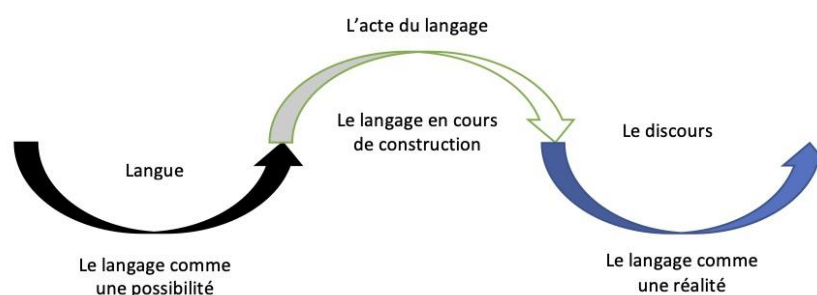 L'acte du langage
Langue
Le langage comme
une possibilité
Le langage en cours
de construction
Le discours
Le langage comme
une réalité